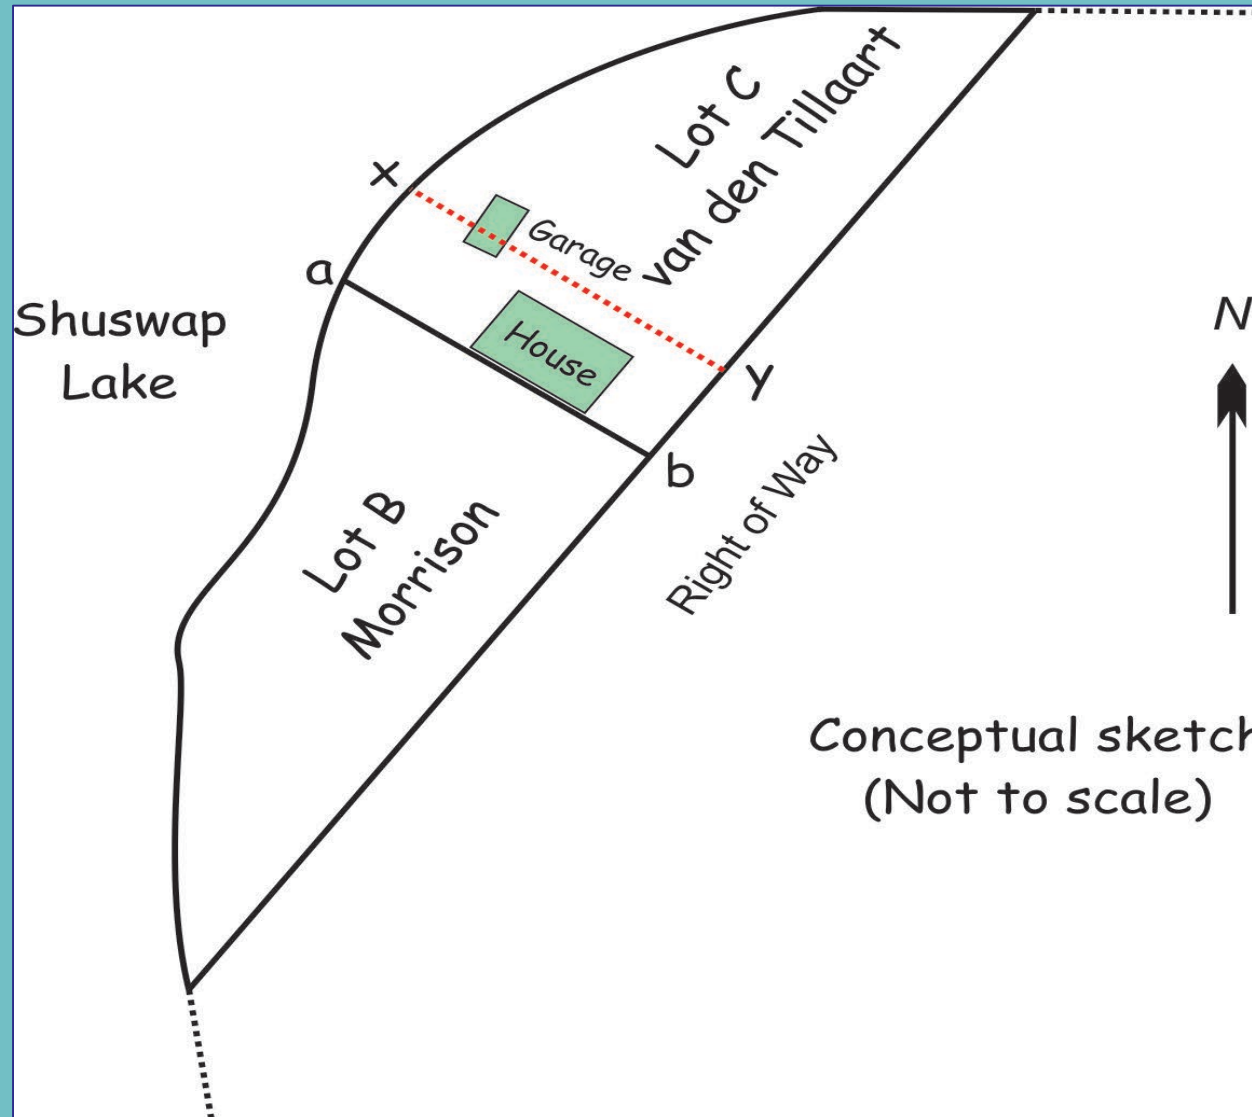 Lot C
van den Tillaart
x
Garage
a
House
y
b
Shuswap
Lake
N
Lot B
Morrison
Right of Way
Conceptual sketch
(Not to scale)